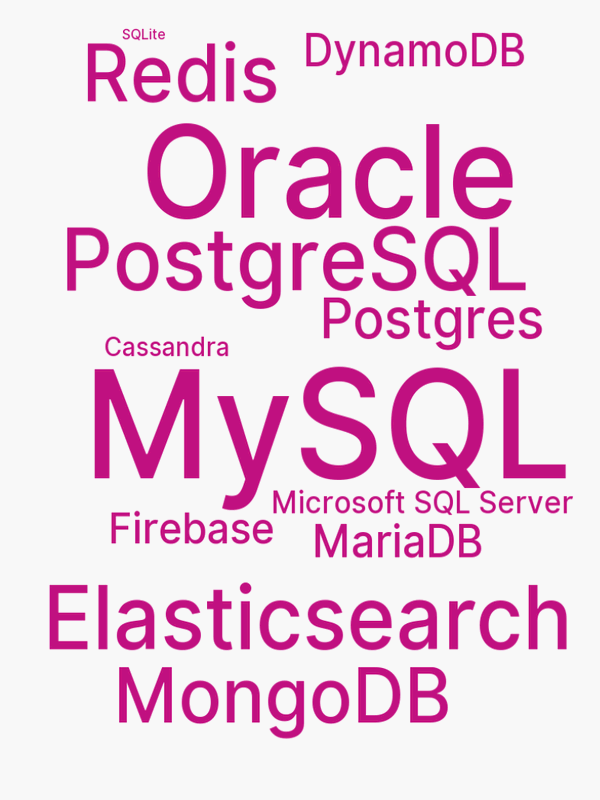 SQLite
Redis
DynamoDB
Oracle
PostgreSQL
Postgres
Cassandra
MySQL
Microsoft SQL Server
Firebase
MariaDB
Elasticsearch
MongoDB